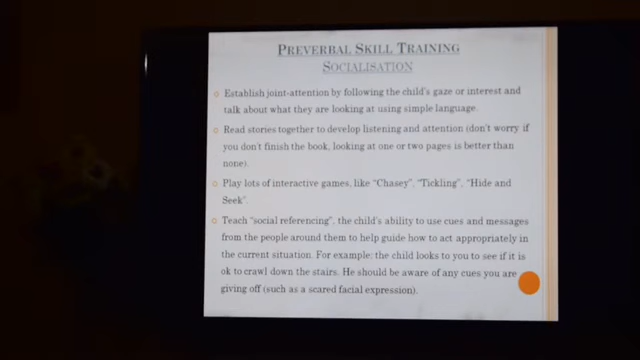 PREVERBAL SKILL TRAINING
SOCIALISATION
Establish joint-attention by following the child's gaze or interest and
talk about what they are looking at using simple language.
Read stories together to develop listening and attention (don't worry if
you don't finish the book, looking at one or two pages is better than
none).
Play lots of interactive games, like "Chasey", "Tickling", "Hide and
Seek".
Teach "social referencing", the child's ability to use cues and messages
from the people around them to help guide how to act appropriately in
the current situation. For example: the child looks to you to see if it is
ok to crawl down the stairs. He should be aware of any cues you are
giving off (such as a scared facial expression).